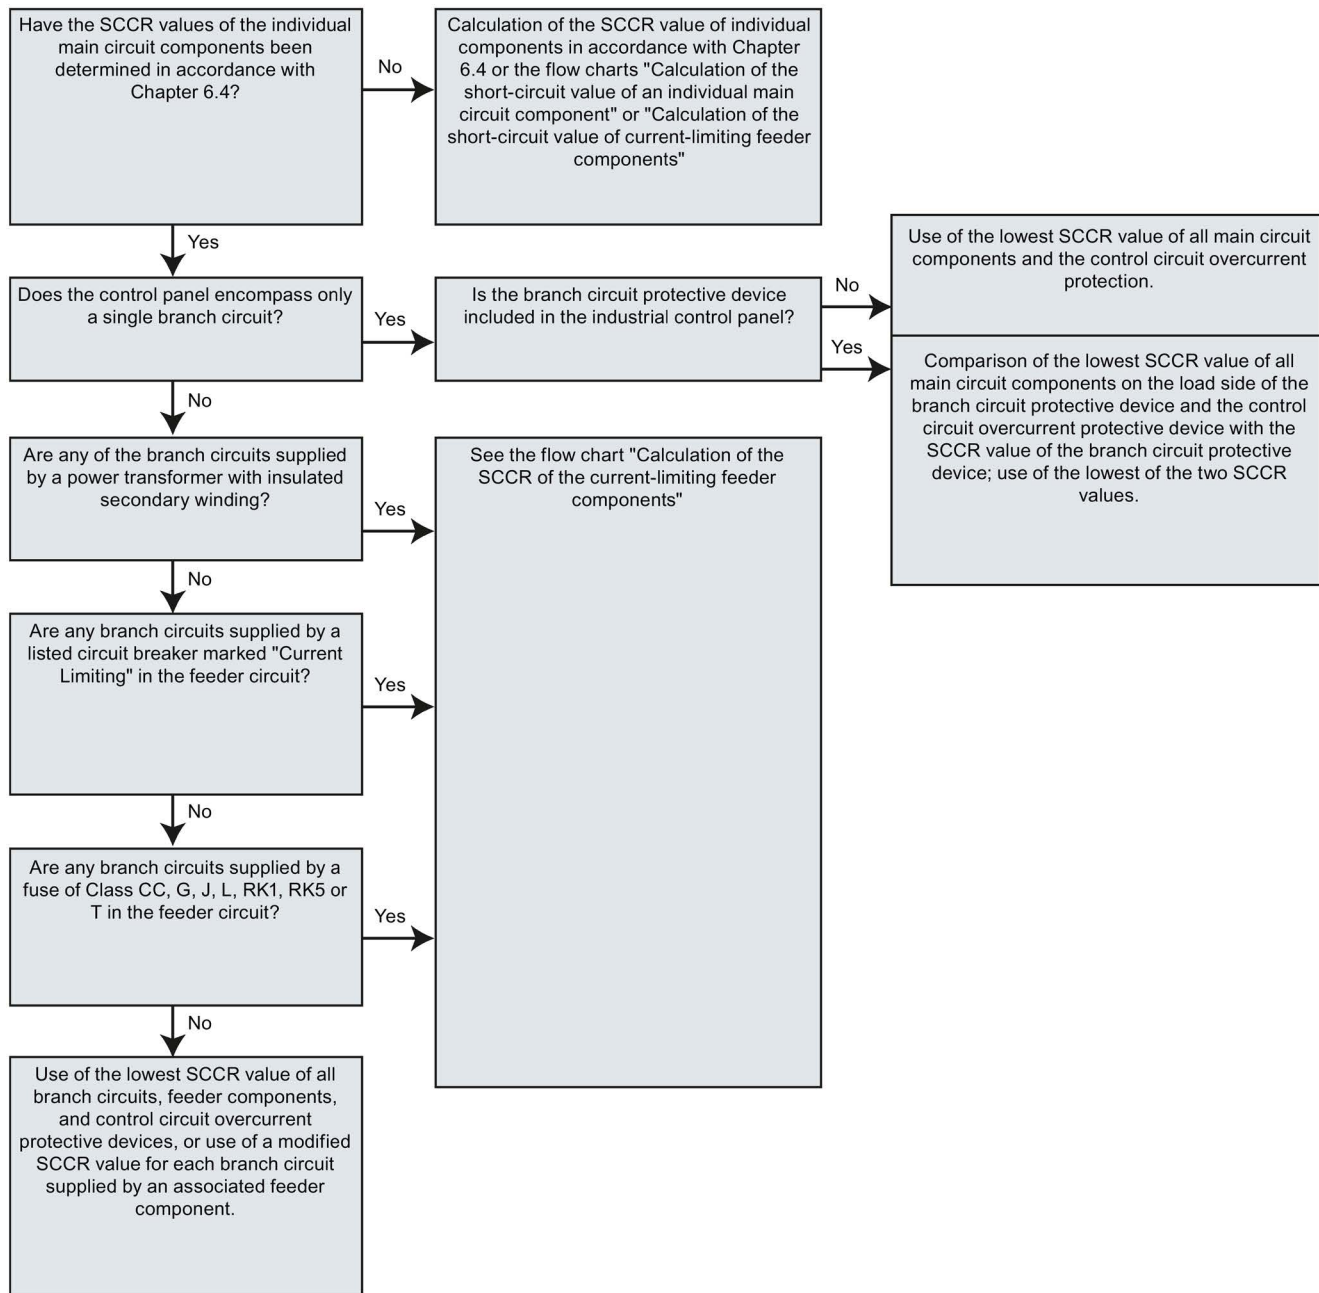 Have the SCCR values of the individual
main circuit components been
determined in accordance with
Chapter 6.4?
No
Calculation of the SCCR value of individual
components in accordance with Chapter
6.4 or the flow charts "Calculation of the
short-circuit value of an individual main
circuit component" or "Calculation of the
short-circuit value of current-limiting feeder
components"
Yes
Does the control panel encompass only
a single branch circuit?
Yes
Is the branch circuit protective device
included in the industrial control panel?
No
Use of the lowest SCCR value of all main circuit
components and the control circuit overcurrent
protection.
Yes
Comparison of the lowest SCCR value of all
main circuit components on the load side of the
branch circuit protective device and the control
circuit overcurrent protective device with the
SCCR value of the branch circuit protective
device; use of the lowest of the two SCCR
values.
No
Are any of the branch circuits supplied
by a power transformer with insulated
secondary winding?
Yes
See the flow chart "Calculation of the
SCCR of the current-limiting feeder
components"
No
Are any branch circuits supplied by a
listed circuit breaker marked "Current
Limiting" in the feeder circuit?
Yes
No
Are any branch circuits supplied by a
fuse of Class CC, G, J, L, RK1, RK5 or
T in the feeder circuit?
Yes
No
Use of the lowest SCCR value of all
branch circuits, feeder components,
and control circuit overcurrent
protective devices, or use of a modified
SCCR value for each branch circuit
supplied by an associated feeder
component.